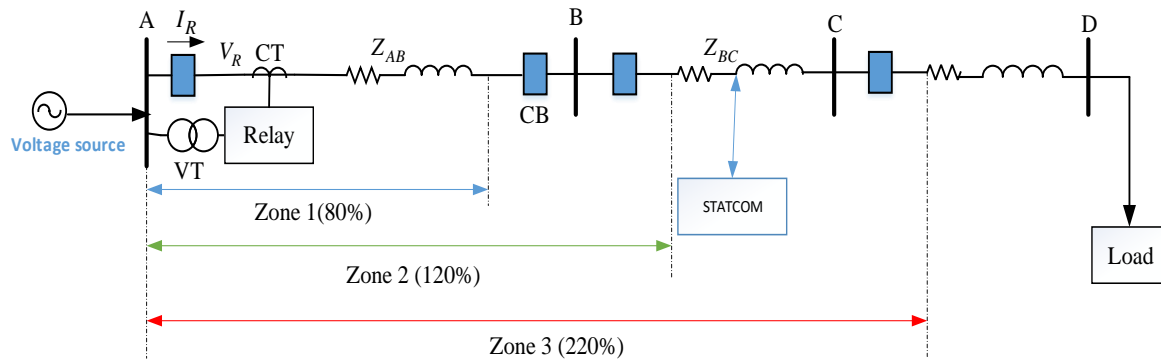 A
I_R
V_R
CT
Z_AB
B
Z_BC
C
D
CB
Voltage source
VT
Relay
STATCOM
Zone 1(80%)
Zone 2 (120%)
Load
Zone 3 (220%)